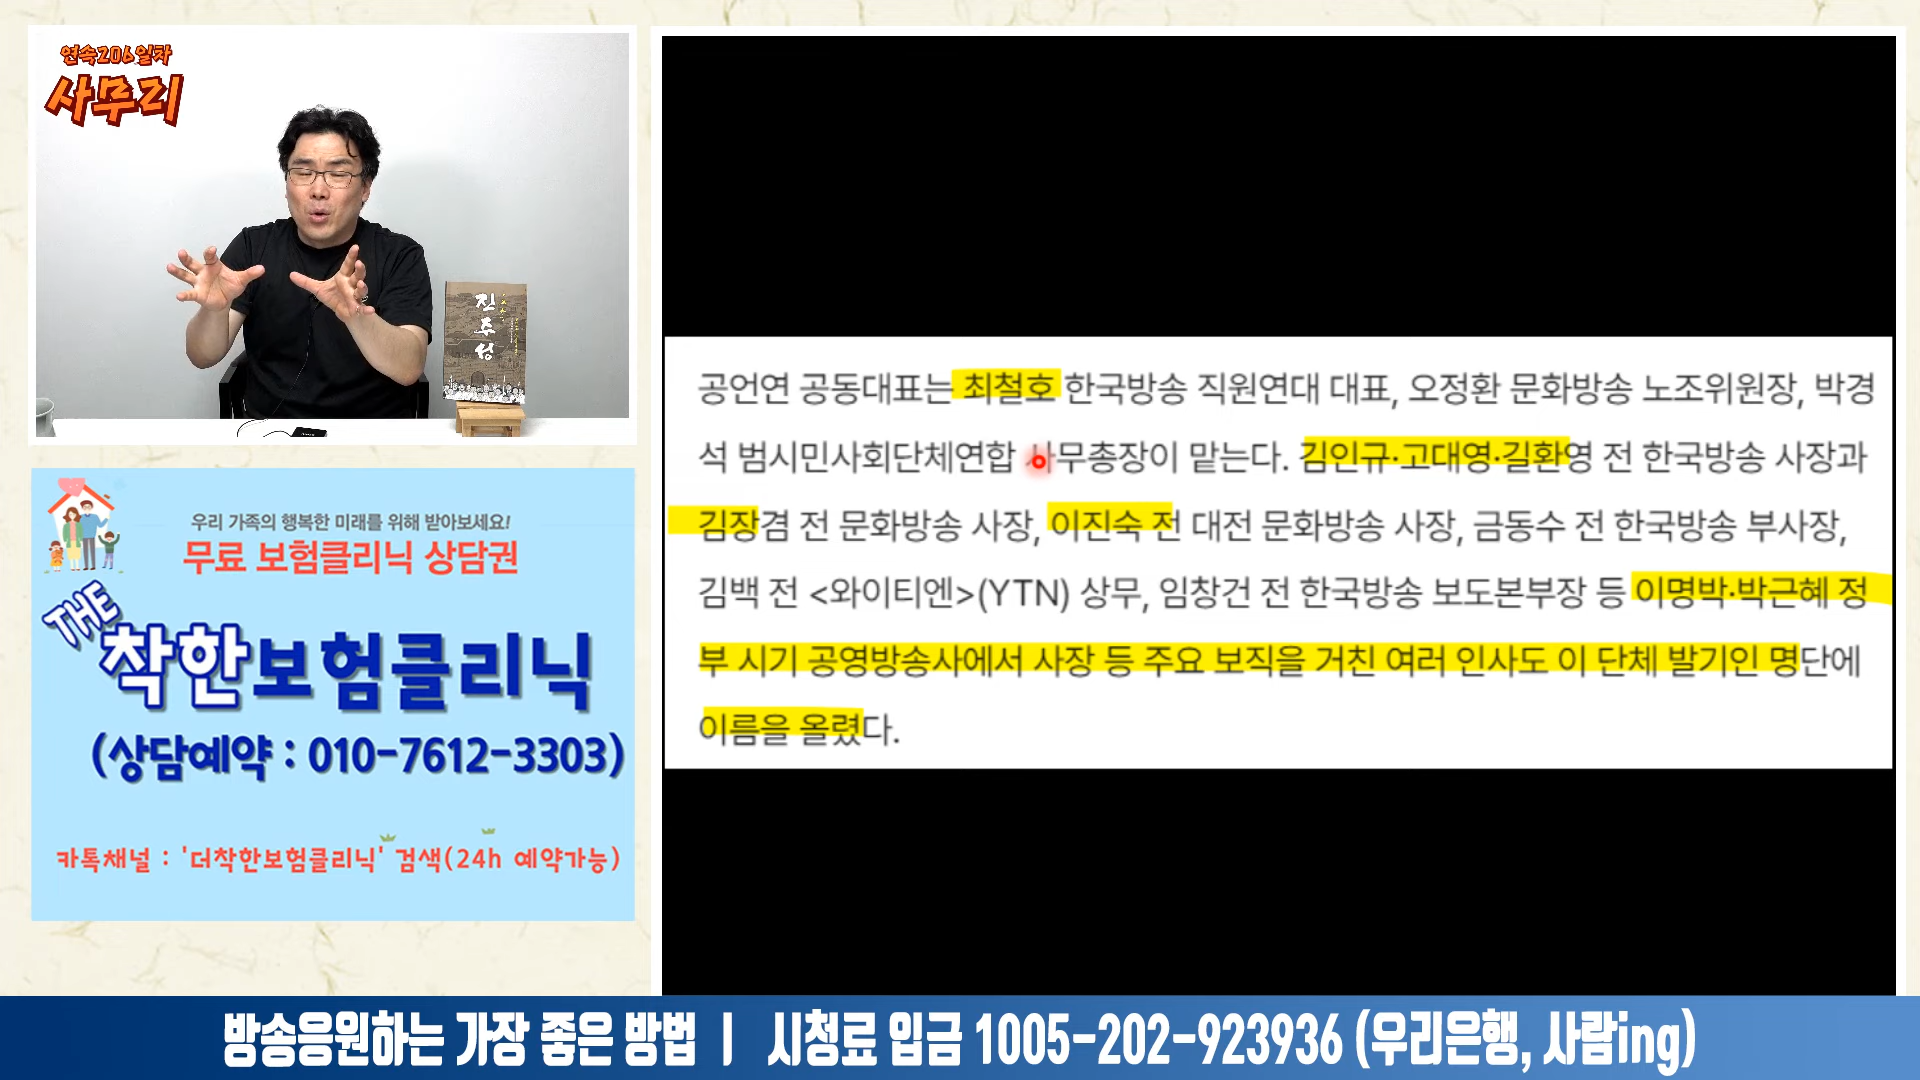 연속206일차
사무리
진주성
우리 가족의 행복한 미래를 위해 받아보세요!
무료 보험클리닉 상담권
THE
착한보험클리닉
(상담예약 : 010-7612-3303)
카톡채널 : '더착한보험클리닉' 검색(24h 예약가능)
공언연 공동대표는 최철호 한국방송 직원연대 대표, 오정환 문화방송 노조위원장, 박경
석 범시민사회단체연합 사무총장이 맡는다. 김인규·고대영·길환영 전 한국방송 사장과
김장겸 전 문화방송 사장, 이진숙 전 대전 문화방송 사장, 금동수 전 한국방송 부사장,
김백 전 <와이티엔>(YTN) 상무, 임창건 전 한국방송 보도본부장 등 이명박·박근혜 정
부 시기 공영방송사에서 사장 등 주요 보직을 거친 여러 인사도 이 단체 발기인 명단에
이름을 올렸다.
방송응원하는 가장 좋은 방법 ㅣ 시청료 입금 1005-202-923936 (우리은행, 사람ing)